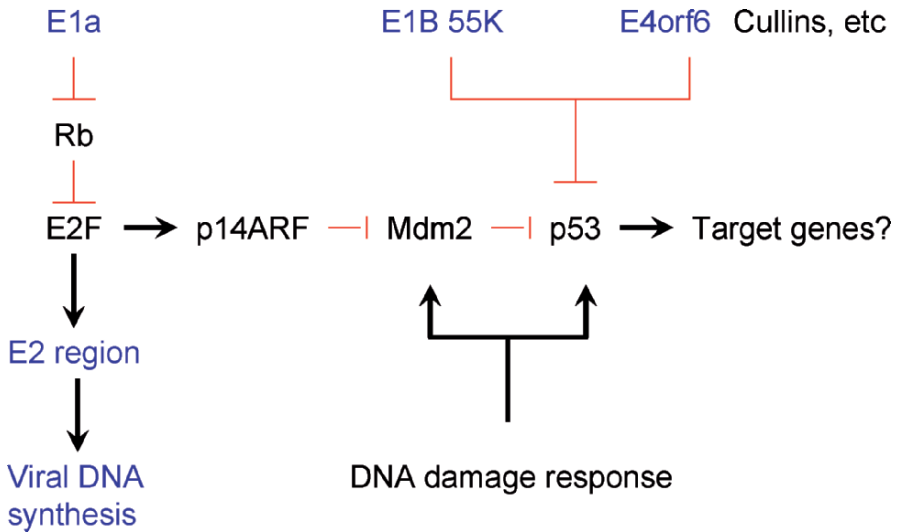 E1a E1B 55K E4orf6 Cullins, etc
Rb
E2F p14ARF Mdm2 p53 Target genes?
E2 region
Viral DNA DNA damage response
synthesis